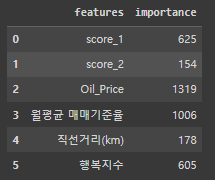 features importance
0 score_1 625
1 score_2 154
2 Oil_Price 1319
3 월평균 매매기준율 1006
4 직선거리(km) 178
5 행복지수 605